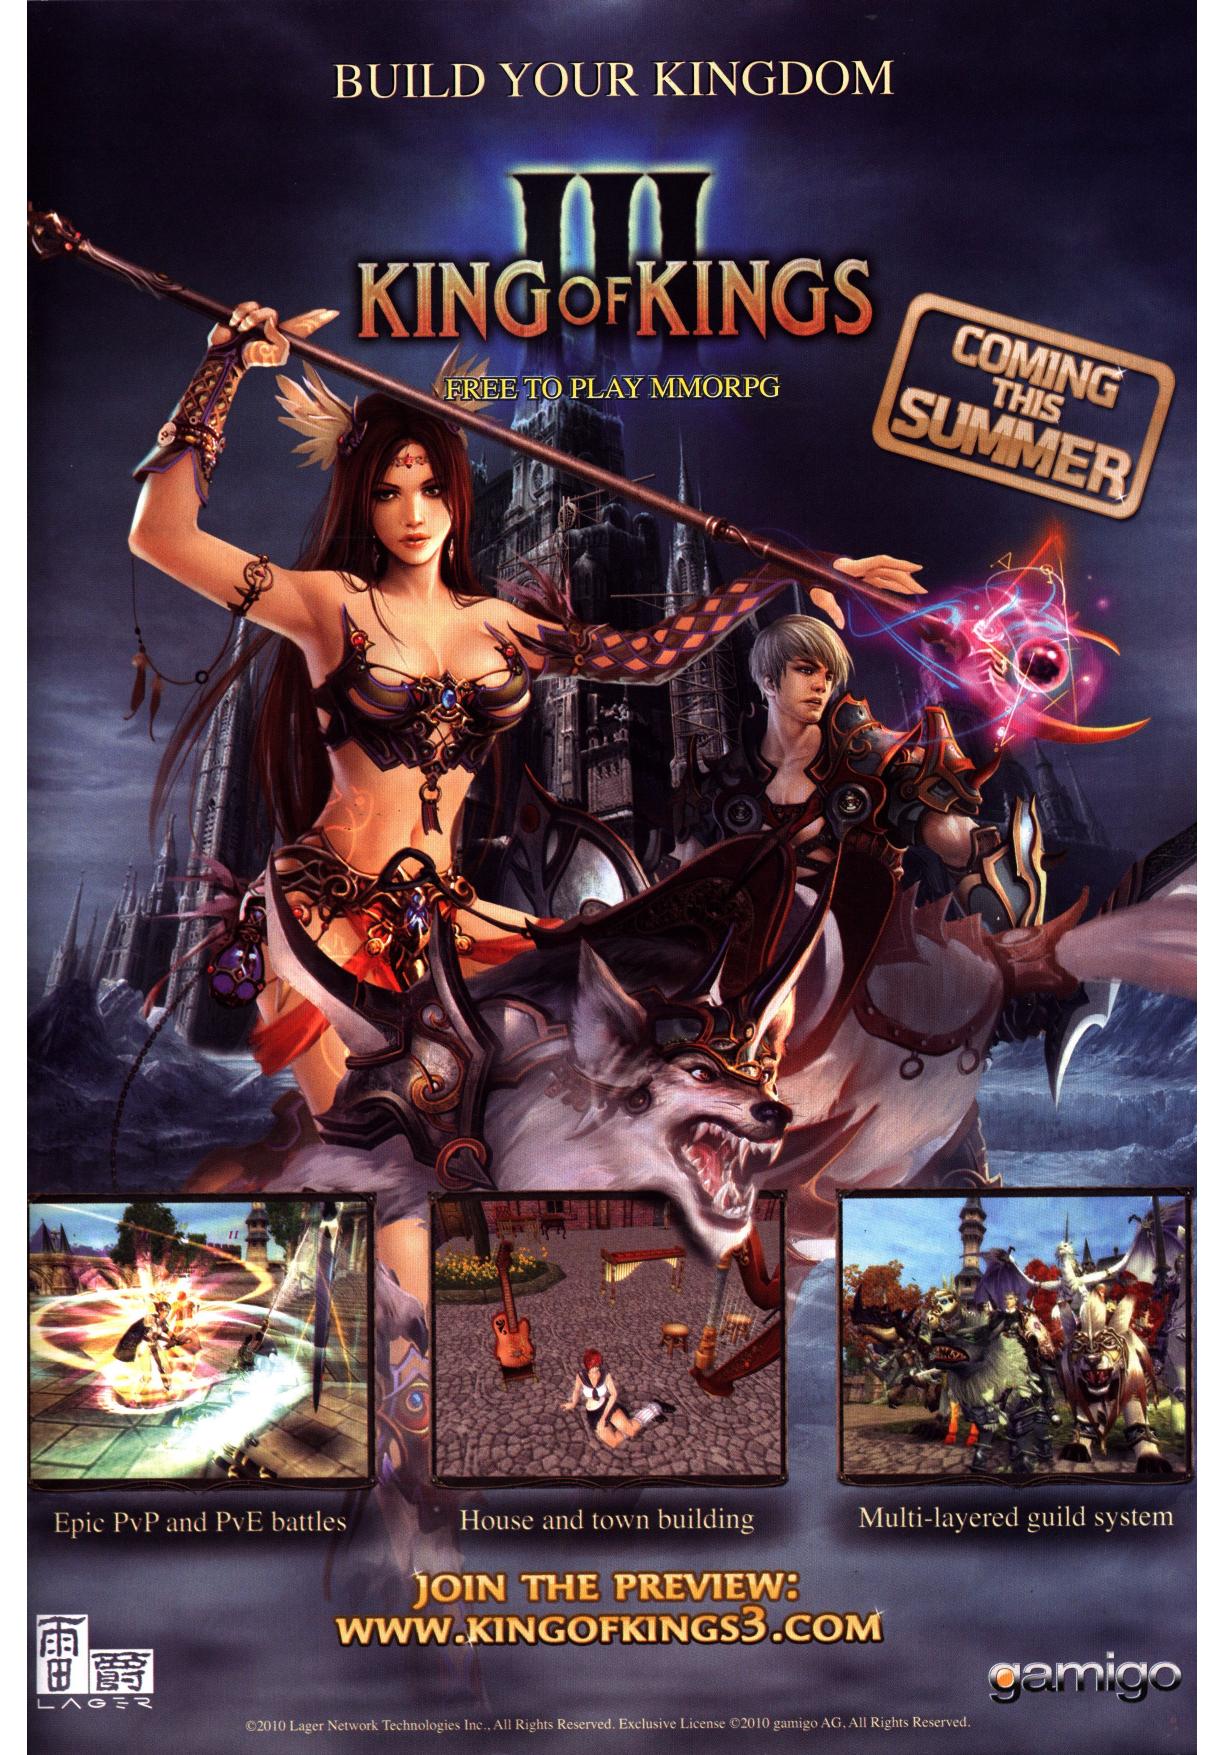 BUILD YOUR KINGDOM
III
KING OF KINGS
FREE TO PLAY MMORPG
COMING
THIS
SUMMER
Epic PvP and PvE battles
House and town building
Multi-layered guild system
JOIN THE PREVIEW:
WWW.KINGOFKINGS3.COM
雷爵
LAGER
gamigo
©2010 Lager Network Technologies Inc., All Rights Reserved. Exclusive License ©2010 gamigo AG, All Rights Reserved.